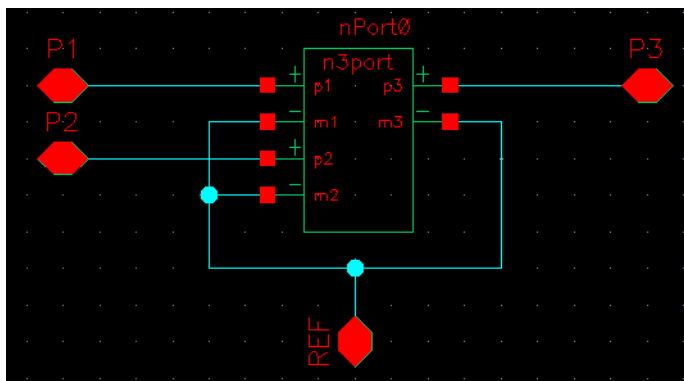 nPort0
P1
n3port
P3
+
p1
p3
+
-
m1
m3
-
P2
+
p2
-
m2
REF